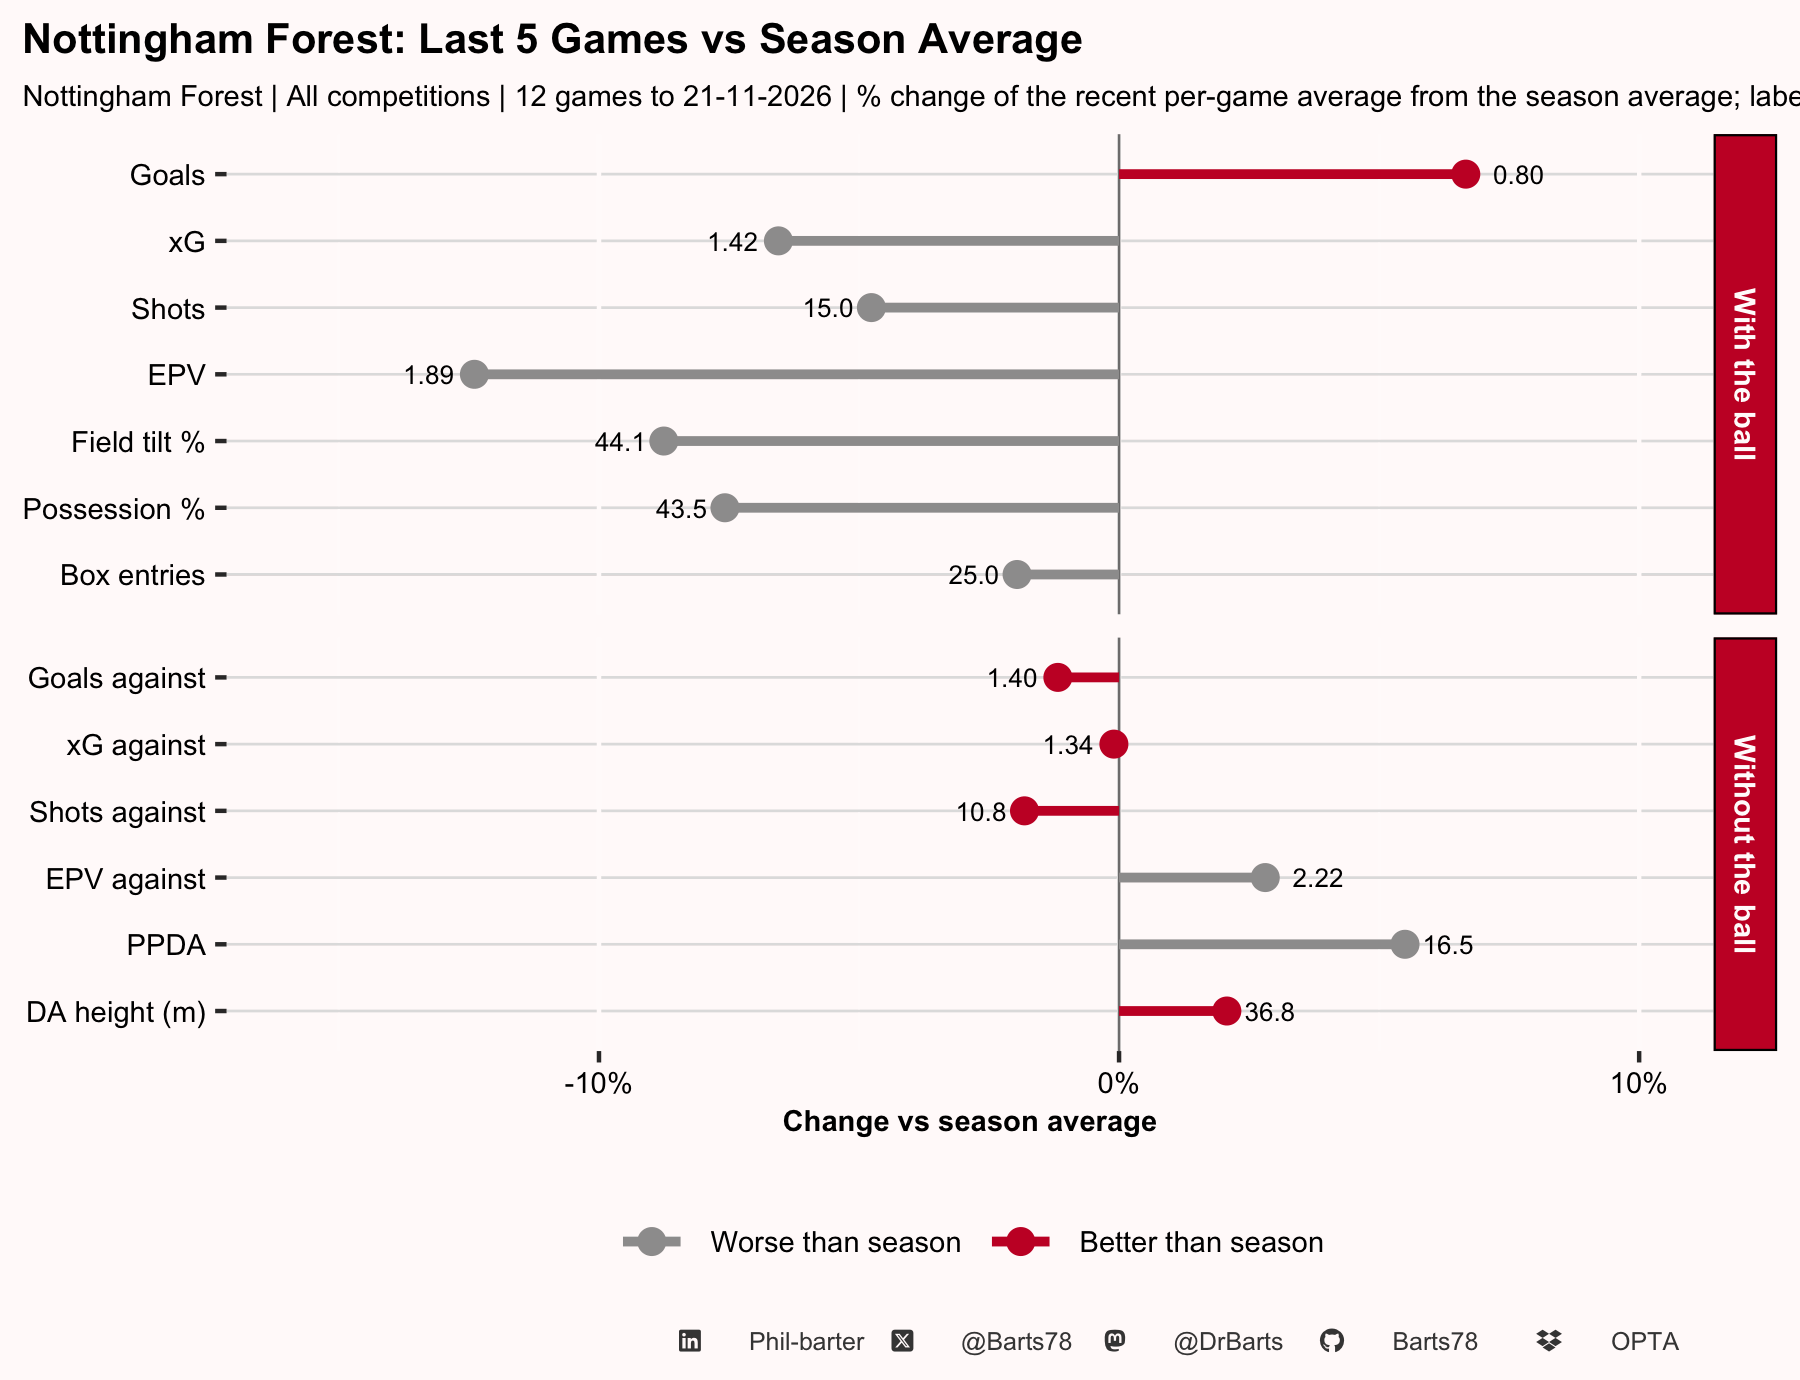 Nottingham Forest: Last 5 Games vs Season Average
Nottingham Forest | All competitions | 12 games to 21-11-2026 | % change of the recent per-game average from the season average; labe
Goals 0.80
xG 1.42
Shots 15.0
EPV 1.89
Field tilt % 44.1
Possession % 43.5
Box entries 25.0
With the ball
Goals against 1.40
xG against 1.34
Shots against 10.8
EPV against 2.22
PPDA 16.5
DA height (m) 36.8
Without the ball
-10% 0% 10%
Change vs season average
Worse than season Better than season
Phil-barter @Barts78 @DrBarts Barts78 OPTA